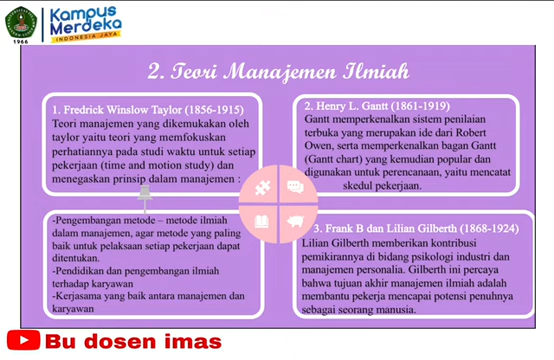 1966
Kampus
Merdeka
INDONESIA JAYA
2. Teori Manajemen Ilmiah
1. Fredrick Winslow Taylor (1856-1915)
Teori manajemen yang dikemukakan oleh
taylor yaitu teori yang memfokuskan
perhatiannya pada studi waktu untuk setiap
pekerjaan (time and motion study) dan
menegaskan prinsip dalam manajemen :
-Pengembangan metode – metode ilmiah
dalam manajemen, agar metode yang paling
baik untuk pelaksaan setiap pekerjaan dapat
ditentukan.
-Pendidikan dan pengembangan ilmiah
terhadap karyawan
-Kerjasama yang baik antara manajemen dan
karyawan
2. Henry L. Gantt (1861-1919)
Gantt memperkenalkan sistem penilaian
terbuka yang merupakan ide dari Robert
Owen, serta memperkenalkan bagan Gantt
(Gantt chart) yang kemudian popular dan
digunakan untuk perencanaan, yaitu mencatat
skedul pekerjaan.
3. Frank B dan Lilian Gilberth (1868-1924)
Lilian Gilberth memberikan kontribusi
pemikirannya di bidang psikologi industri dan
manajemen personalia. Gilberth ini percaya
bahwa tujuan akhir manajemen ilmiah adalah
membantu pekerja mencapai potensi penuhnya
sebagai seorang manusia.
Bu dosen imas